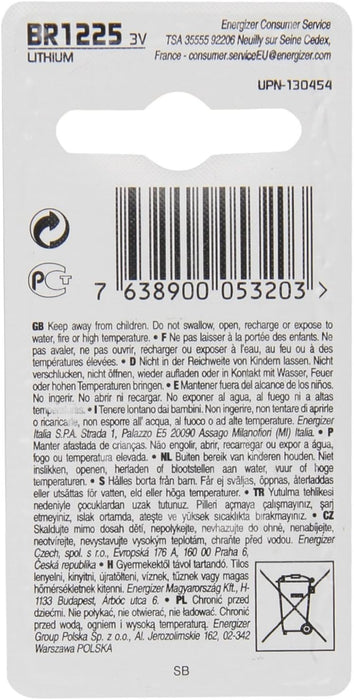 BR1225 3V
LITHIUM
Energizer Consumer Service
TSA 35555 92206 Neuilly sur Seine Cedex,
France - consumer.serviceEU@energizer.com
UPN-130454
7 638900 053203 >
GB Keep away from children. Do not swallow, open, recharge or expose to
water, fire or high temperature. • F Ne pas laisser à la portée des enfants. Ne
pas avaler, ne pas ouvrir, recharger ou exposer à l'eau, au feu ou à des
températures élevées. • D Nicht in der Reichweite von Kindern lassen. Nicht
verschlucken, nicht öffnen, wieder aufladen oder in Kontakt mit Wasser, Feuer
oder hohen Temperaturen bringen. • E Mantener fuera del alcance de los niños.
No ingerir. No abrir ni recargar. No exponer al agua, al fuego ni a altas
temperaturas. • I Tenere lontano dai bambini. Non ingerire, non tentare di aprirle
o ricaricarle, non esporre all' acqua, al fuoco o ad alte temperature. Energizer
Italia S.P.A. Strada 1, Palazzo E5 20090 Assago Milanofiori (MI) Italia. • P
Manter afastada de crianças. Não engolir, abrir, recarregar ou expor a água,
fogo ou temperatura elevada. • NL Buiten bereik van kinderen houden. Niet
inslikken, openen, herladen of blootstellen aan water, vuur of hoge
temperaturen. • S Hålles borta från barn. Får ej sväljas, öppnas, återladdas
eller utsättas för vatten, eld eller höga temperaturer. • TR Yutulma tehlikesi
nedeniyle çocuklardan uzak tutunuz. Pilleri açmaya çalışmayınız, şarj
etmeyiniz, islak ortamda, ateşte ve yüksek sıcaklikta bırakmayınız. • CZ
Skaldujte mimo dosah dětí, nepolykejte, nevhazujte do ohně, nenabíjejte,
neotvírejte, nevystavujte vysokým teplotám, chraňte před vodou. Energizer
Czech, spol. s r.o., Evropská 176 A, 160 00 Praha 6,
Česká republika • H Gyermekektől távol tartandó. Tilos
lenyelni, kinyitni, újratölteni, víznek, tűznek vagy magas
hőmérsékletnek kitenni. Energizer Magyarország Kft., H-
1133 Budapest, Árboc utca 6. • PL Chronić przed
dziećmi. Nie połykać, nie otwierać, nie ładować. Chronić
przed wodą, ogniem i wysoką temperaturą. Energizer
Group Polska Sp. z o.o., Al. Jerozolimskie 162, 02-342
Warszawa POLSKA
SB